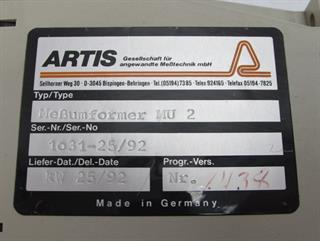 ARTIS
Gesellschaft für
angewandte Meßtechnik mbH
Sellhorner Weg 30 · D-3045 Bispingen-Behringen · Tel. (05194) 7385 · Telex 924165 · Telefax 05194-7825
Typ/Type
Meßumformer MU 2
Ser.-Nr./Ser.-No
1631-25/92
Liefer-Dat./Del.-Date
Progr.-Vers.
KW 25/92
Nr. 1438
Made in Germany